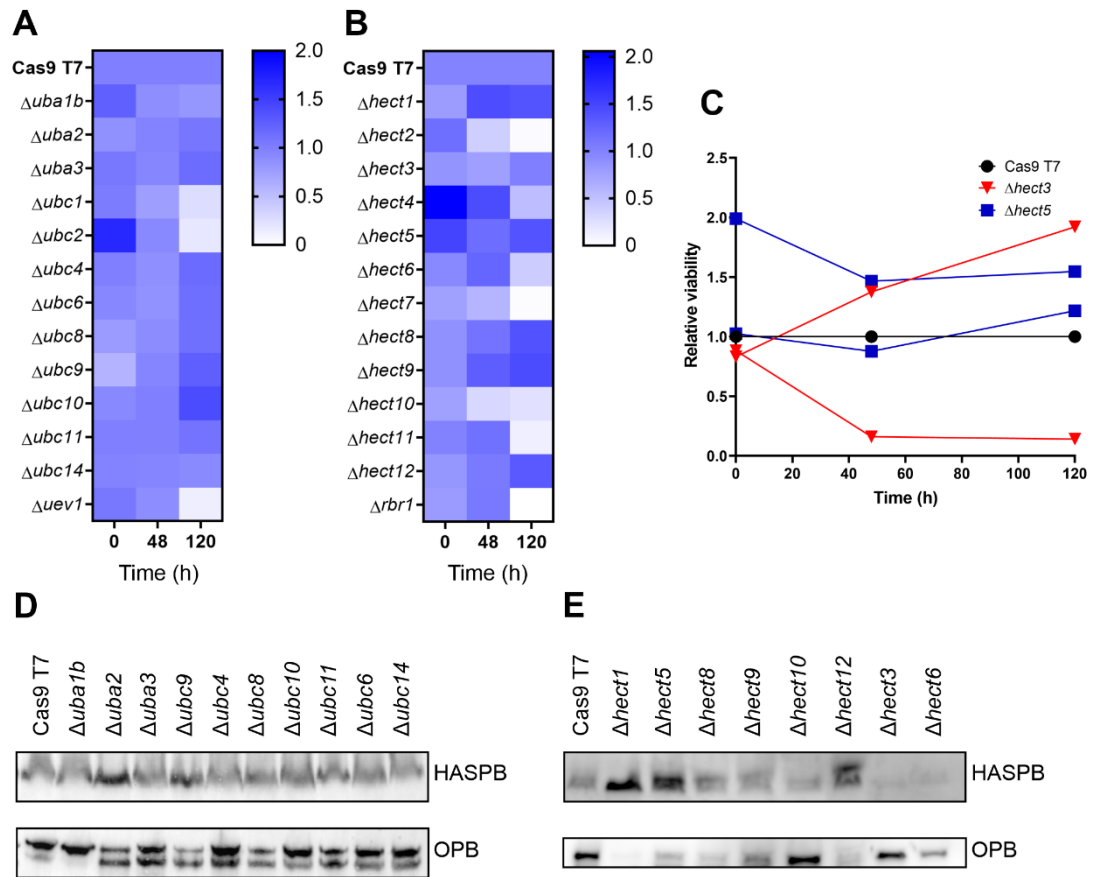 A
Cas9 T7
Δuba1b
Δuba2
Δuba3
Δubc1
Δubc2
Δubc4
Δubc6
Δubc8
Δubc9
Δubc10
Δubc11
Δubc14
Δuev1
0 48 120
Time (h)
2.0
1.5
1.0
0.5
0
B
Cas9 T7
Δhect1
Δhect2
Δhect3
Δhect4
Δhect5
Δhect6
Δhect7
Δhect8
Δhect9
Δhect10
Δhect11
Δhect12
Δrbr1
0 48 120
Time (h)
2.0
1.5
1.0
0.5
0
C
Cas9 T7
Δhect3
Δhect5
Relative viability
2.5
2.0
1.5
1.0
0.5
0.0
0 20 40 60 80 100 120
Time (h)
D
Cas9 T7
Δuba1b
Δuba2
Δuba3
Δubc9
Δubc4
Δubc8
Δubc10
Δubc11
Δubc6
Δubc14
HASPB
OPB
E
Cas9 T7
Δhect1
Δhect5
Δhect8
Δhect9
Δhect10
Δhect12
Δhect3
Δhect6
HASPB
OPB